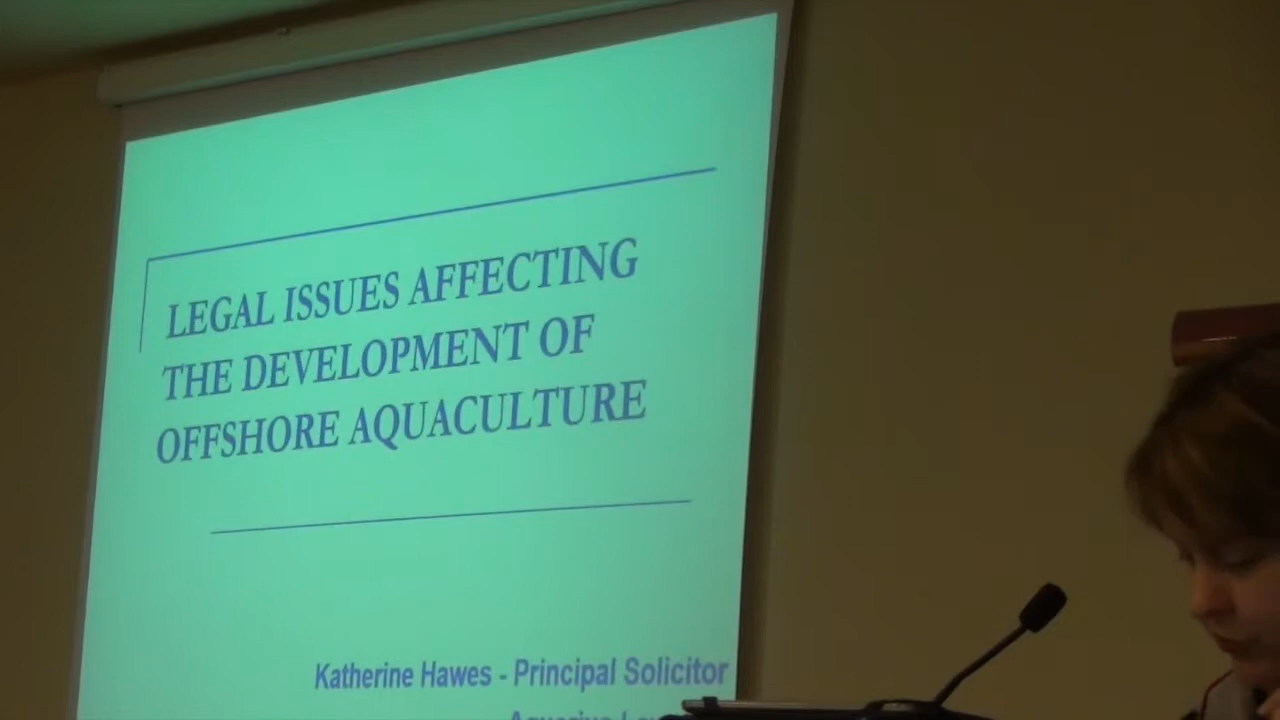 LEGAL ISSUES AFFECTING
THE DEVELOPMENT OF
OFFSHORE AQUACULTURE
Katherine Hawes - Principal Solicitor